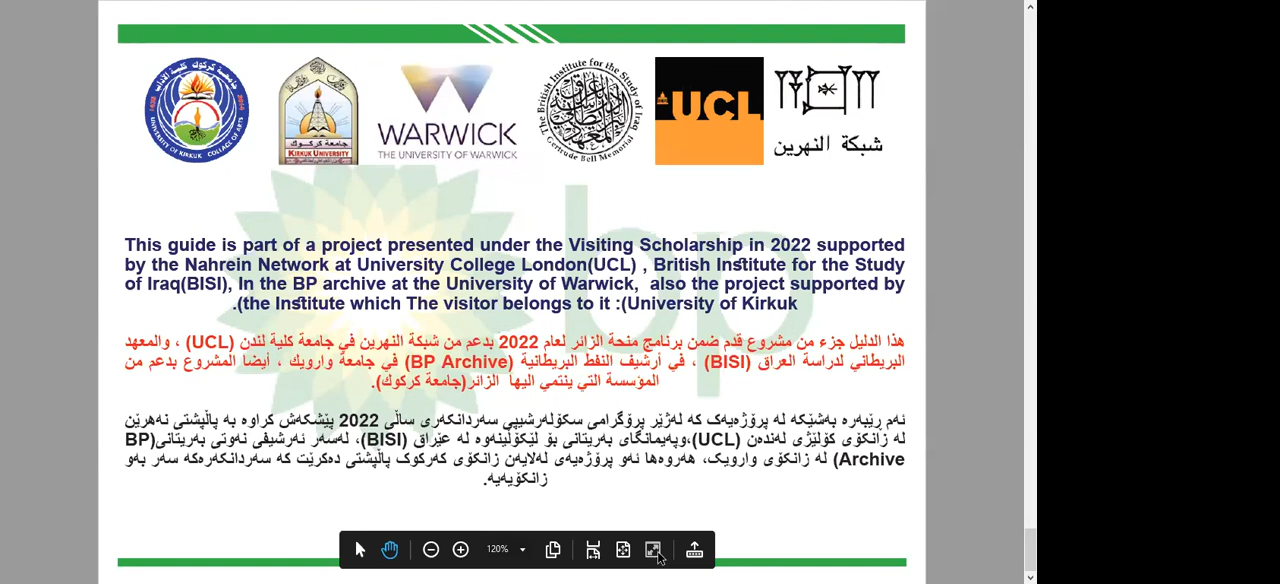 جامعة كركوك كلية الآداب
UNIVERSITY OF KIRKUK COLLAGE OF ARTS
جامعة كركوك
KIRKUK UNIVERSITY
WARWICK
THE UNIVERSITY OF WARWICK
The British Institute for the Study of Iraq
The Gertrude Bell Memorial
UCL
شبكة النهرين
bp
This guide is part of a project presented under the Visiting Scholarship in 2022 supported
by the Nahrein Network at University College London(UCL) , British Institute for the Study
of Iraq(BISI), In the BP archive at the University of Warwick, also the project supported by
.(the Institute which The visitor belongs to it :(University of Kirkuk
هذا الدليل جزء من مشروع قدم ضمن برنامج منحة الزائر لعام 2022 بدعم من شبكة النهرين في جامعة كلية لندن (UCL) ، والمعهد
البريطاني لدراسة العراق (BISI) ، في أرشيف النفط البريطانية (BP Archive) في جامعة وارويك ، أيضا المشروع بدعم من
المؤسسة التي ينتمي اليها الزائر(جامعة كركوك).
ئەم ڕێبەرە بەشێکە لە پرۆژەیەک کە لەژێر پرۆگرامی سکۆلەرشیپی سەردانکەری ساڵی 2022 پێشکەش کراوە بە پاڵپشتی نەهرێن
لە زانکۆی کۆلێژی لەندەن (UCL)،وپەیمانگای بەریتانی بۆ لێکۆڵینەوە لە عێراق (BISI)، لەسەر ئەرشیفی نەوتی بەریتانی(BP
Archive) لە زانکۆی وارویک، هەروەها ئەو پرۆژەیەی لەلایەن زانکۆی کەرکوک پاڵپشتی دەکرێت کە سەردانکەرەکە سەر بەو
زانکۆیەیە.
120%